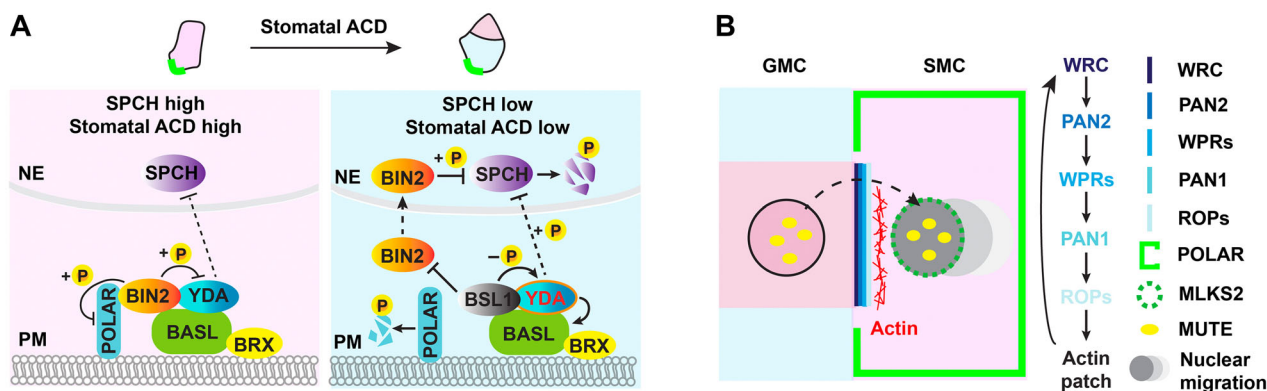 A
Stomatal ACD
SPCH high
Stomatal ACD high
NE
SPCH
+ P
+ P
POLAR
BIN2
YDA
BASL
BRX
PM
SPCH low
Stomatal ACD low
NE
BIN2
+ P
SPCH
P
BIN2
+ P
– P
P
POLAR
BSL1
YDA
BASL
BRX
PM
B
GMC
SMC
Actin
WRC
PAN2
WPRs
PAN1
ROPs
Actin
patch
WRC
PAN2
WPRs
PAN1
ROPs
POLAR
MLKS2
MUTE
Nuclear
migration